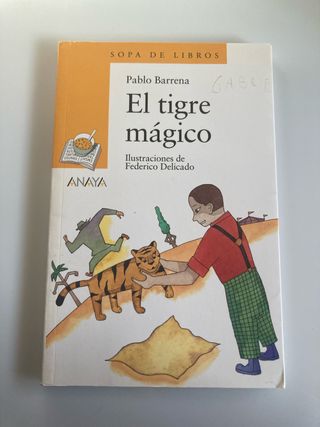 SOPA DE LIBROS
Pablo Barrena
El tigre
mágico
Ilustraciones de
Federico Delicado
ANAYA